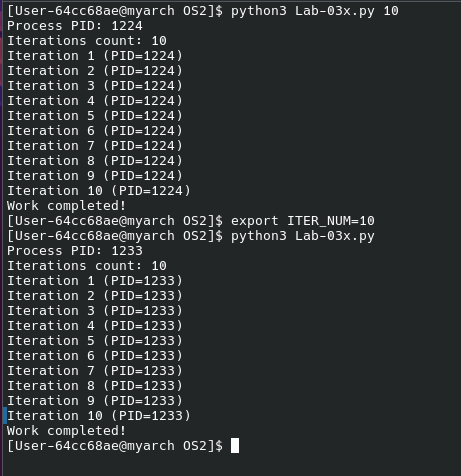 [User-64cc68ae@myarch OS2]$ python3 Lab-03x.py 10
Process PID: 1224
Iterations count: 10
Iteration 1 (PID=1224)
Iteration 2 (PID=1224)
Iteration 3 (PID=1224)
Iteration 4 (PID=1224)
Iteration 5 (PID=1224)
Iteration 6 (PID=1224)
Iteration 7 (PID=1224)
Iteration 8 (PID=1224)
Iteration 9 (PID=1224)
Iteration 10 (PID=1224)
Work completed!
[User-64cc68ae@myarch OS2]$ export ITER_NUM=10
[User-64cc68ae@myarch OS2]$ python3 Lab-03x.py
Process PID: 1233
Iterations count: 10
Iteration 1 (PID=1233)
Iteration 2 (PID=1233)
Iteration 3 (PID=1233)
Iteration 4 (PID=1233)
Iteration 5 (PID=1233)
Iteration 6 (PID=1233)
Iteration 7 (PID=1233)
Iteration 8 (PID=1233)
Iteration 9 (PID=1233)
Iteration 10 (PID=1233)
Work completed!
[User-64cc68ae@myarch OS2]$